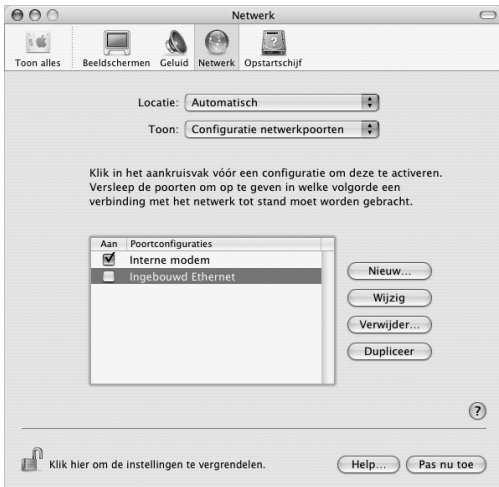 Netwerk
Toon alles Beeldschermen Geluid Netwerk Opstartschijf
Locatie: Automatisch
Toon: Configuratie netwerkpoorten
Klik in het aankruisvak vóór een configuratie om deze te activeren.
Versleep de poorten om op te geven in welke volgorde een
verbinding met het netwerk tot stand moet worden gebracht.
Aan Poortconfiguraties
Interne modem
Ingebouwd Ethernet
Nieuw...
Wijzig
Verwijder...
Dupliceer
?
Klik hier om de instellingen te vergrendelen.
Help... Pas nu toe